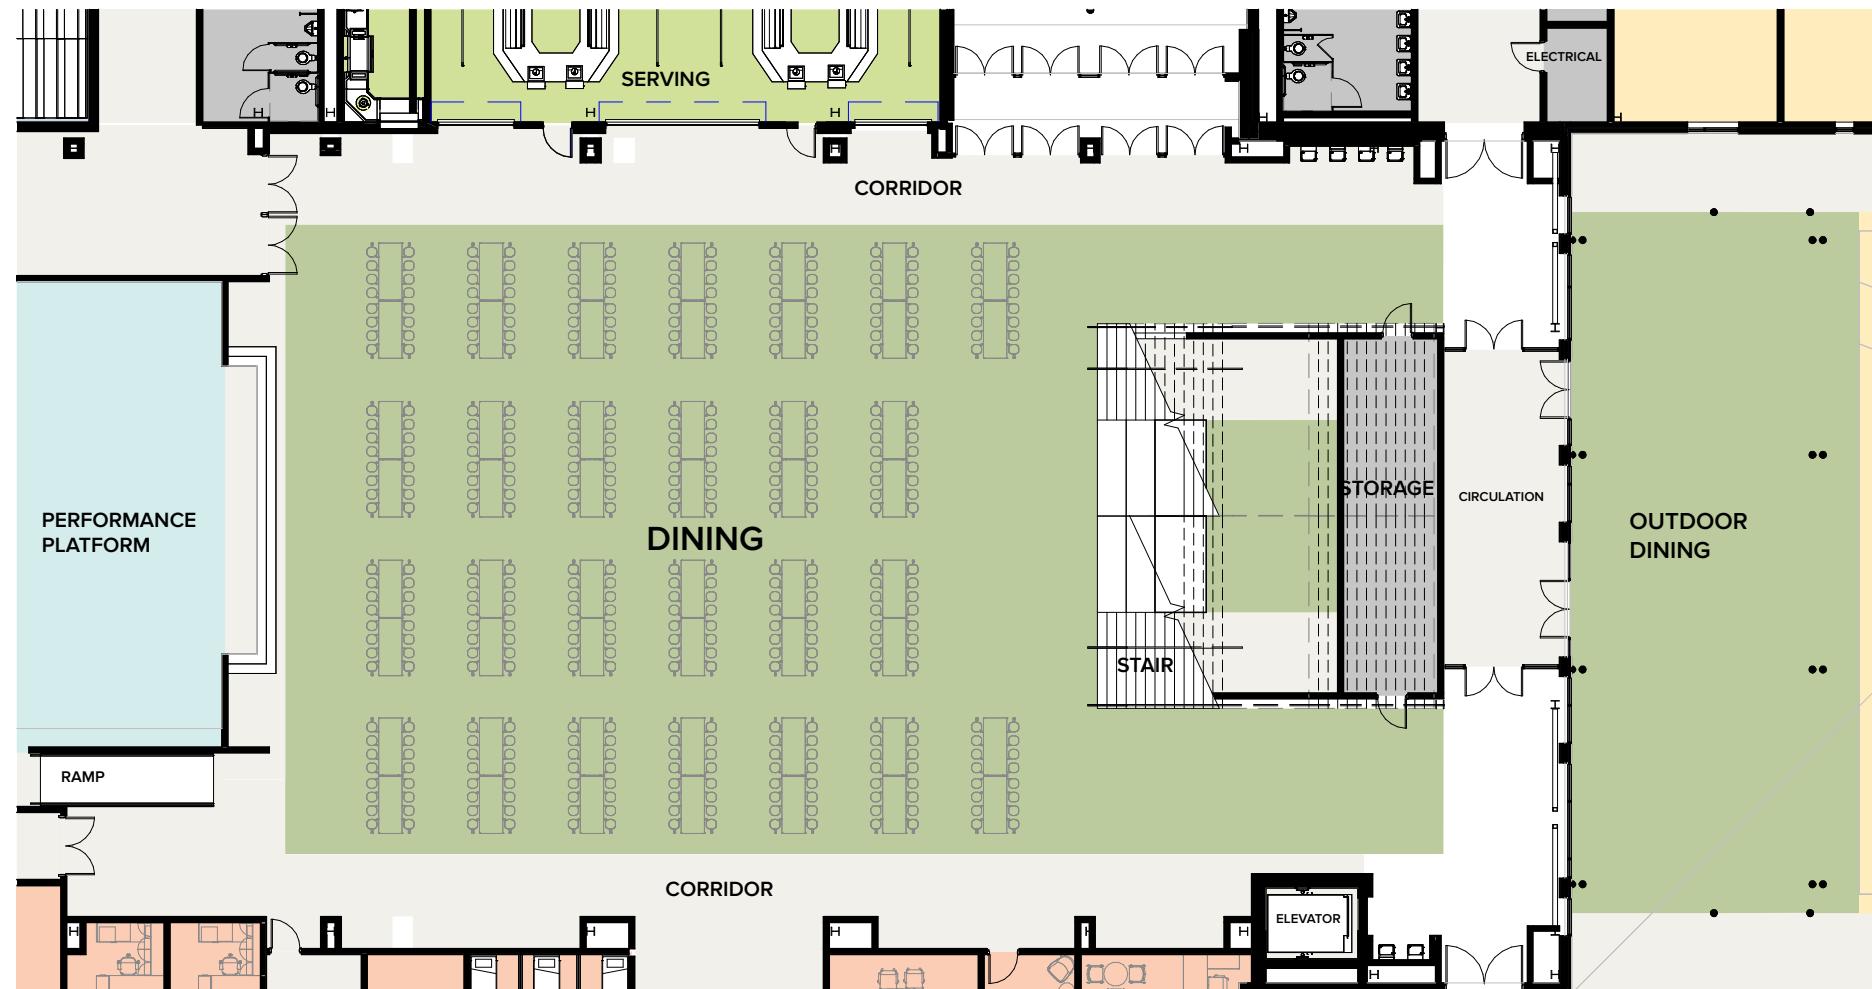 ELECTRICAL
SERVING
CORRIDOR
STORAGE
CIRCULATION
PERFORMANCE
PLATFORM
DINING
OUTDOOR
DINING
STAIR
RAMP
CORRIDOR
ELEVATOR